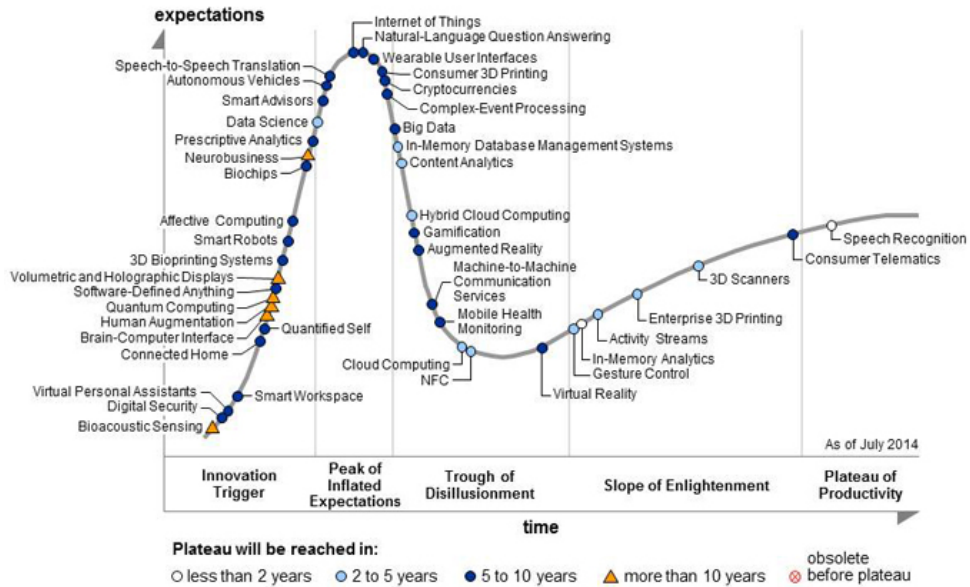 expectations
Internet of Things
Natural-Language Question Answering
Wearable User Interfaces
Speech-to-Speech Translation
Consumer 3D Printing
Autonomous Vehicles
Cryptocurrencies
Smart Advisors
Complex-Event Processing
Data Science
Big Data
Prescriptive Analytics
In-Memory Database Management Systems
Neurobusiness
Content Analytics
Biochips
Hybrid Cloud Computing
Affective Computing
Gamification
Speech Recognition
Smart Robots
Augmented Reality
Consumer Telematics
3D Bioprinting Systems
Machine-to-Machine
Communication
Services
Volumetric and Holographic Displays
3D Scanners
Software-Defined Anything
Quantum Computing
Mobile Health
Monitoring
Enterprise 3D Printing
Human Augmentation
Quantified Self
Brain-Computer Interface
Activity Streams
Connected Home
Cloud Computing
In-Memory Analytics
NFC
Gesture Control
Virtual Personal Assistants
Smart Workspace
Virtual Reality
Digital Security
Bioacoustic Sensing
As of July 2014
Innovation
Trigger
Peak of
Inflated
Expectations
Trough of
Disillusionment
Slope of Enlightenment
Plateau of
Productivity
time
Plateau will be reached in:
less than 2 years
2 to 5 years
5 to 10 years
more than 10 years
obsolete
before plateau